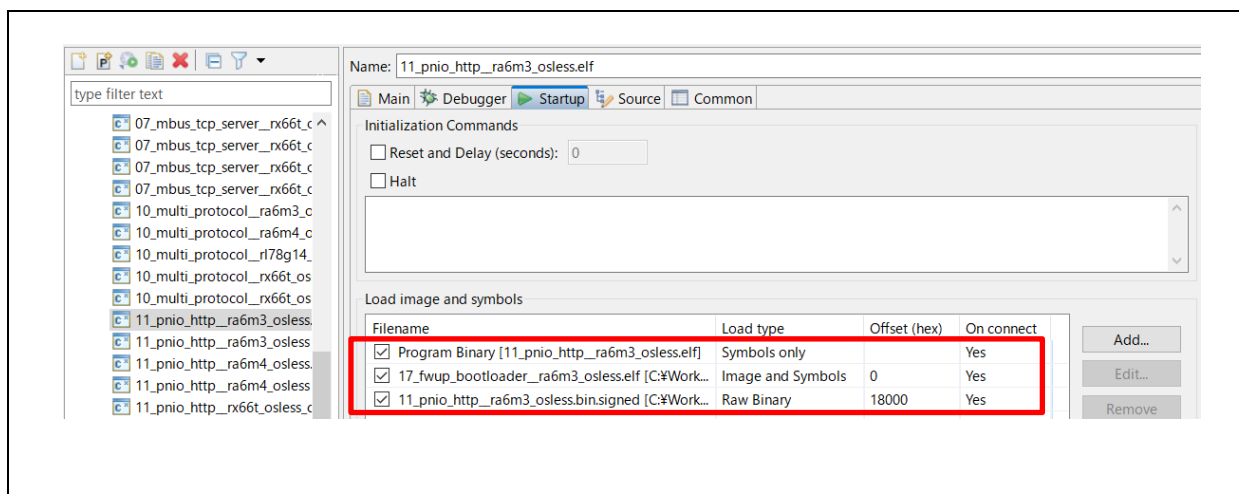 Name: 11_pnio_http__ra6m3_osless.elf
type filter text
Main Debugger Startup Source Common
07_mbus_tcp_server__rx66t_c
07_mbus_tcp_server__rx66t_c
07_mbus_tcp_server__rx66t_c
07_mbus_tcp_server__rx66t_c
10_multi_protocol__ra6m3_o
10_multi_protocol__ra6m4_o
10_multi_protocol__rl78g14_
10_multi_protocol__rx66t_os
10_multi_protocol__rx66t_os
11_pnio_http__ra6m3_osless.
11_pnio_http__ra6m3_osless
11_pnio_http__ra6m4_osless.
11_pnio_http__ra6m4_osless
11_pnio_http__rx66t_osless_c
Initialization Commands
Reset and Delay (seconds): 0
Halt
Load image and symbols
Filename Load type Offset (hex) On connect
Program Binary [11_pnio_http__ra6m3_osless.elf] Symbols only Yes
17_fwup_bootloader__ra6m3_osless.elf [C:¥Work... Image and Symbols 0 Yes
11_pnio_http__ra6m3_osless.bin.signed [C:¥Work... Raw Binary 18000 Yes
Add...
Edit...
Remove